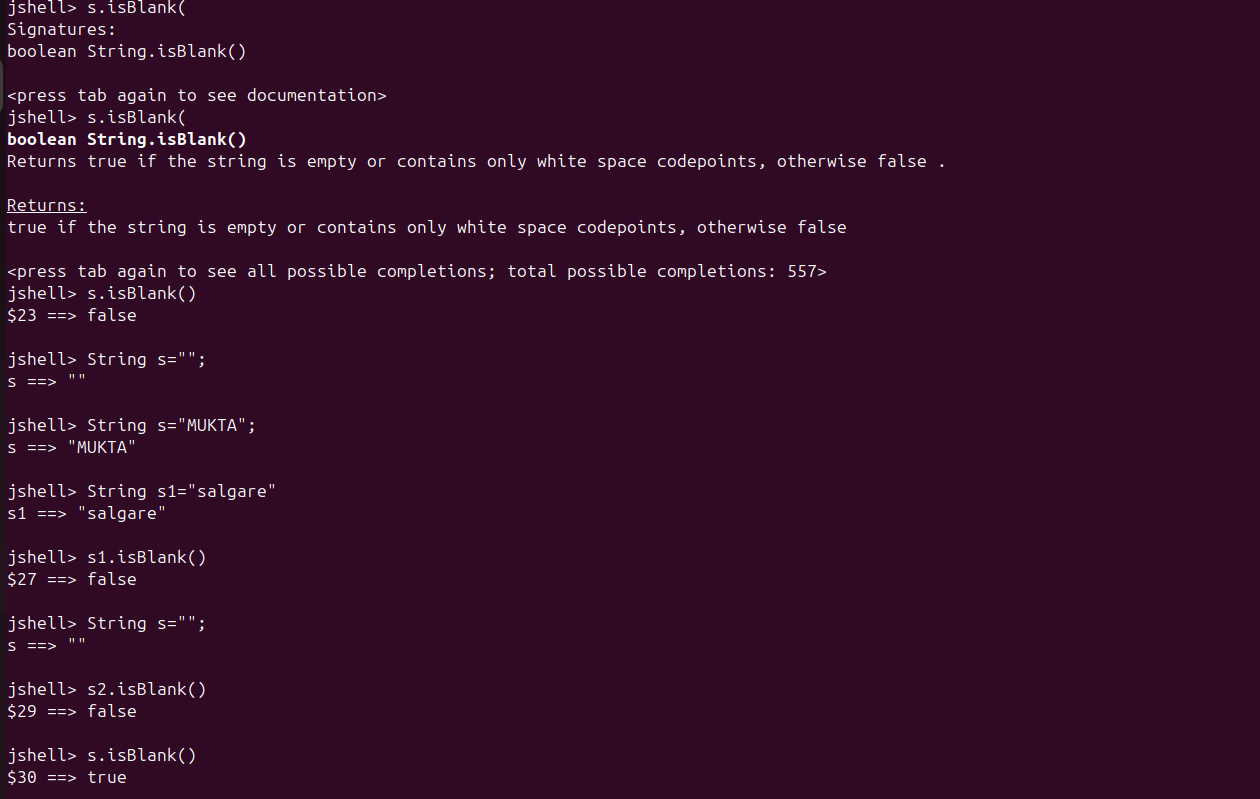 jshell> s.isBlank(
Signatures:
boolean String.isBlank()
<press tab again to see documentation>
jshell> s.isBlank(
boolean String.isBlank()
Returns true if the string is empty or contains only white space codepoints, otherwise false .
Returns:
true if the string is empty or contains only white space codepoints, otherwise false
<press tab again to see all possible completions; total possible completions: 557>
jshell> s.isBlank()
$23 ==> false
jshell> String s="";
s ==> ""
jshell> String s="MUKTA";
s ==> "MUKTA"
jshell> String s1="salgare"
s1 ==> "salgare"
jshell> s1.isBlank()
$27 ==> false
jshell> String s="";
s ==> ""
jshell> s2.isBlank()
$29 ==> false
jshell> s.isBlank()
$30 ==> true